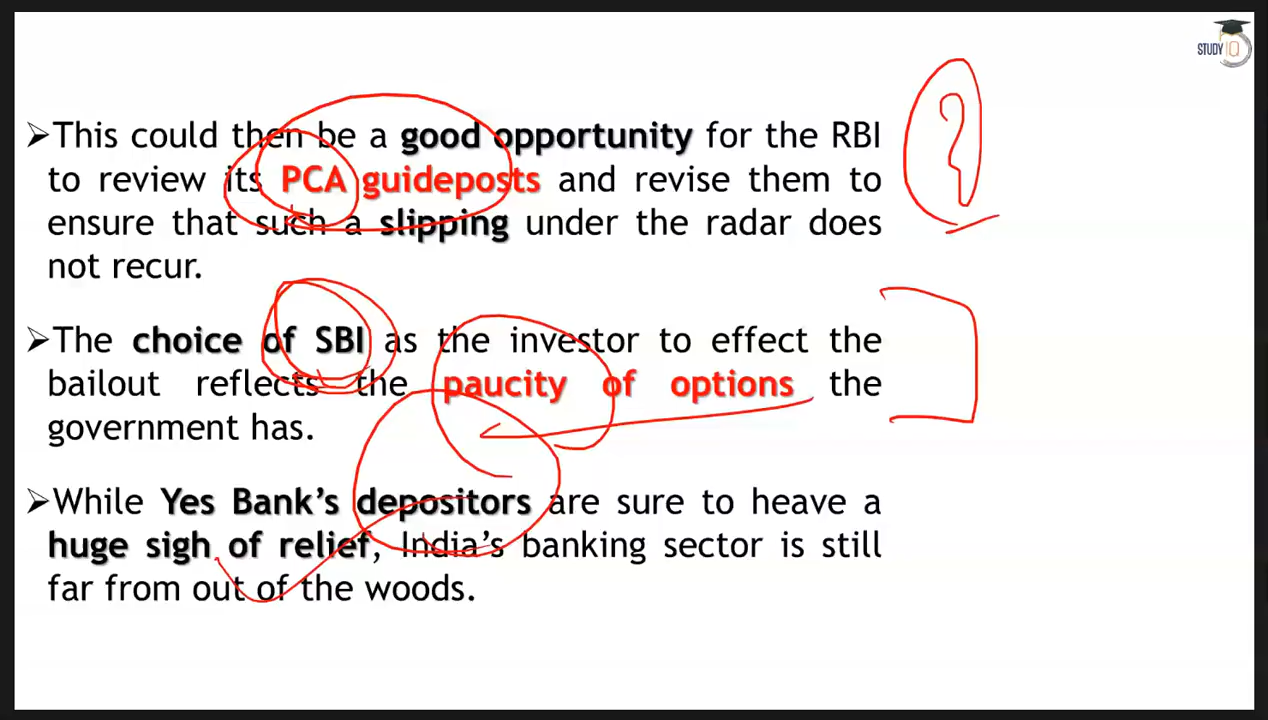 STUDY IQ
➢This could then be a good opportunity for the RBI
to review its PCA guideposts and revise them to
ensure that such a slipping under the radar does
not recur.
➢The choice of SBI as the investor to effect the
bailout reflects the paucity of options the
government has.
➢While Yes Bank's depositors are sure to heave a
huge sigh of relief, India's banking sector is still
far from out of the woods.